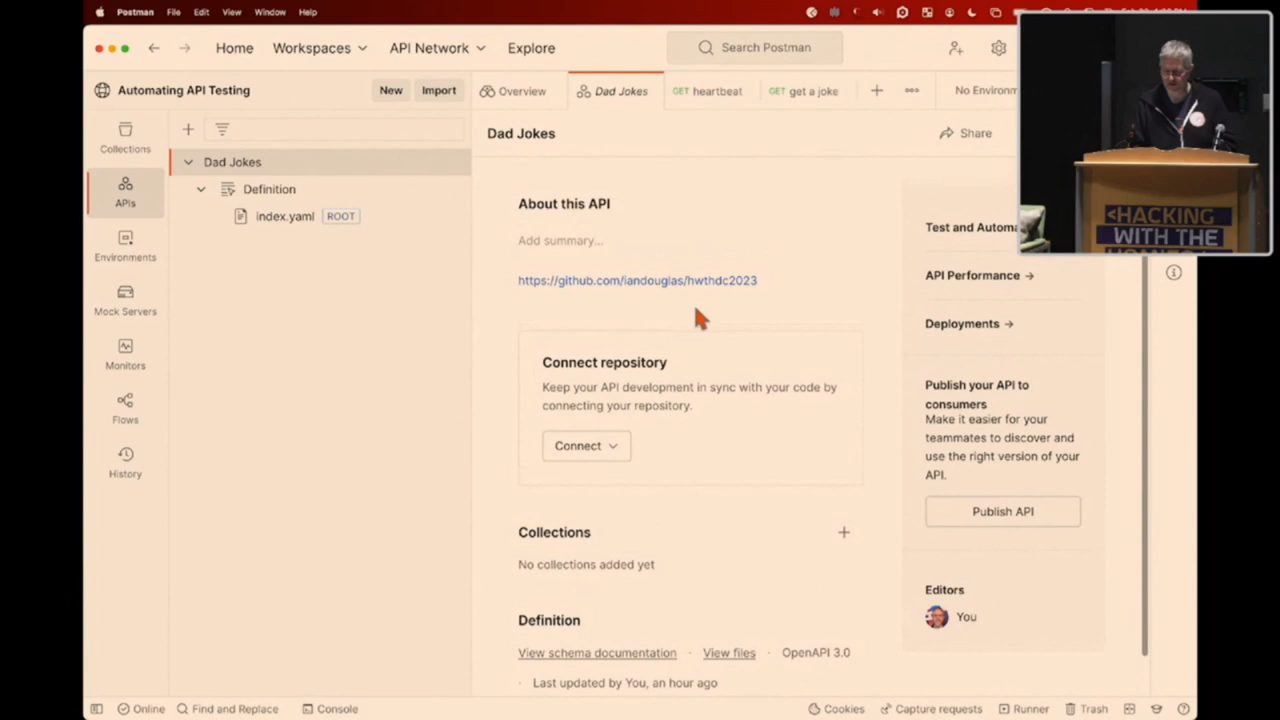 Postman File Edit View Window Help
Home Workspaces API Network Explore
Search Postman
Automating API Testing
New Import
Overview Dad Jokes GET heartbeat GET get a joke
No Environm
Collections
APIs
Environments
Mock Servers
Monitors
Flows
History
Dad Jokes
Definition
index.yaml ROOT
Dad Jokes
Share
About this API
Add summary...
https://github.com/iandouglas/hwthdc2023
Connect repository
Keep your API development in sync with your code by
connecting your repository.
Connect
Collections
No collections added yet
Definition
View schema documentation · View files · OpenAPI 3.0
· Last updated by You, an hour ago
Test and Automa
API Performance →
Deployments →
Publish your API to
consumers
Make it easier for your
teammates to discover and
use the right version of your
API.
Publish API
Editors
You
<HACKING
WITH THE
Online Find and Replace Console
Cookies Capture requests Runner Trash